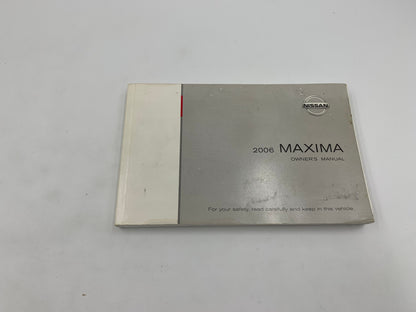 NISSAN
2006 MAXIMA
OWNER'S MANUAL
For your safety, read carefully and keep in this vehicle.